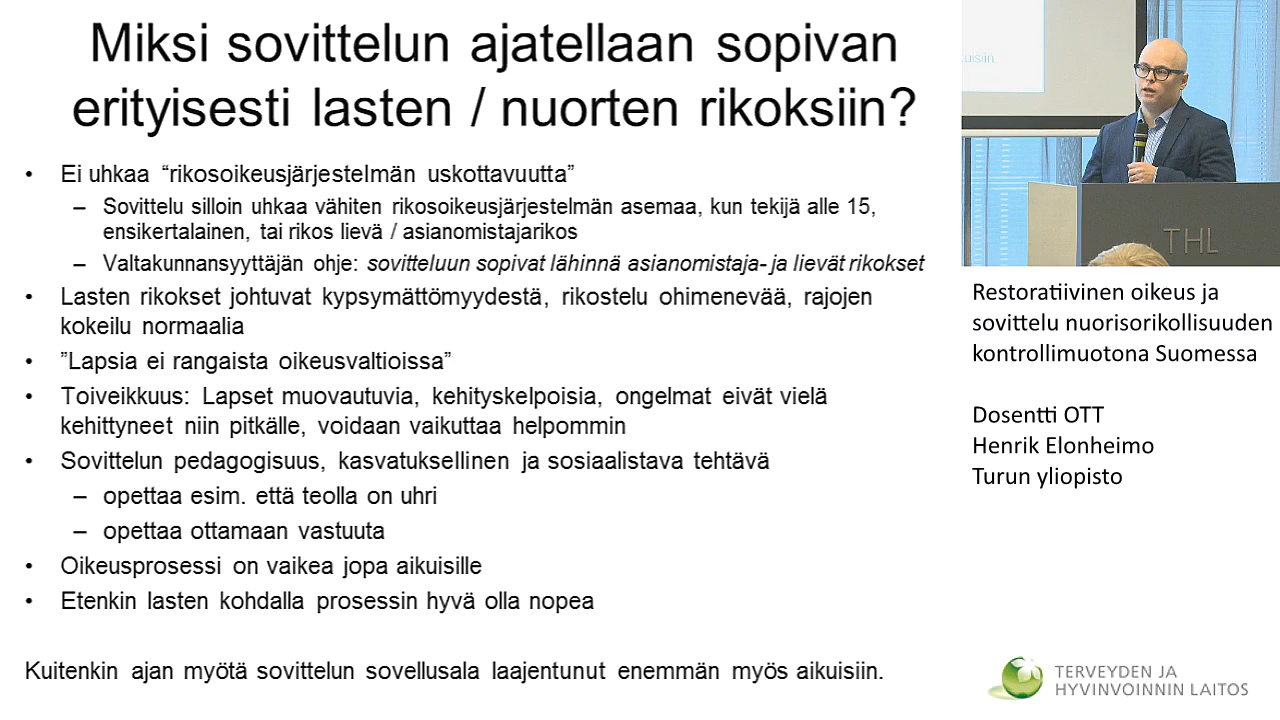 Miksi sovittelun ajatellaan sopivan
erityisesti lasten / nuorten rikoksiin?
• Ei uhkaa “rikosoikeusjärjestelmän uskottavuutta”
– Sovittelu silloin uhkaa vähiten rikosoikeusjärjestelmän asemaa, kun tekijä alle 15,
ensikertalainen, tai rikos lievä / asianomistajarikos
– Valtakunnansyyttäjän ohje: sovitteluun sopivat lähinnä asianomistaja- ja lievät rikokset
• Lasten rikokset johtuvat kypsymättömyydestä, rikostelu ohimenevää, rajojen
kokeilu normaalia
• ”Lapsia ei rangaista oikeusvaltioissa”
• Toiveikkuus: Lapset muovautuvia, kehityskelpoisia, ongelmat eivät vielä
kehittyneet niin pitkälle, voidaan vaikuttaa helpommin
• Sovittelun pedagogisuus, kasvatuksellinen ja sosiaalistava tehtävä
– opettaa esim. että teolla on uhri
– opettaa ottamaan vastuuta
• Oikeusprosessi on vaikea jopa aikuisille
• Etenkin lasten kohdalla prosessin hyvä olla nopea
Kuitenkin ajan myötä sovittelun sovellusala laajentunut enemmän myös aikuisiin.
THL
Restoratiivinen oikeus ja
sovittelu nuorisorikollisuuden
kontrollimuotona Suomessa
Dosentti OTT
Henrik Elonheimo
Turun yliopisto
TERVEYDEN JA
HYVINVOINNIN LAITOS